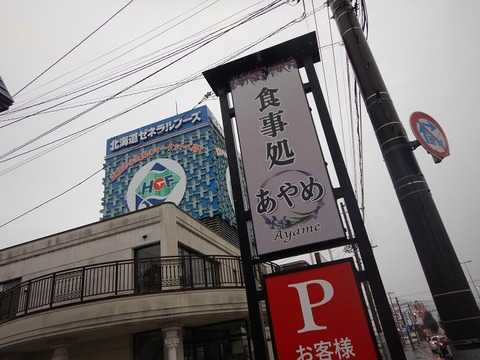 北海道ゼネラルフーズ
HGF
食事処
あやめ
Ayame
P
お客様